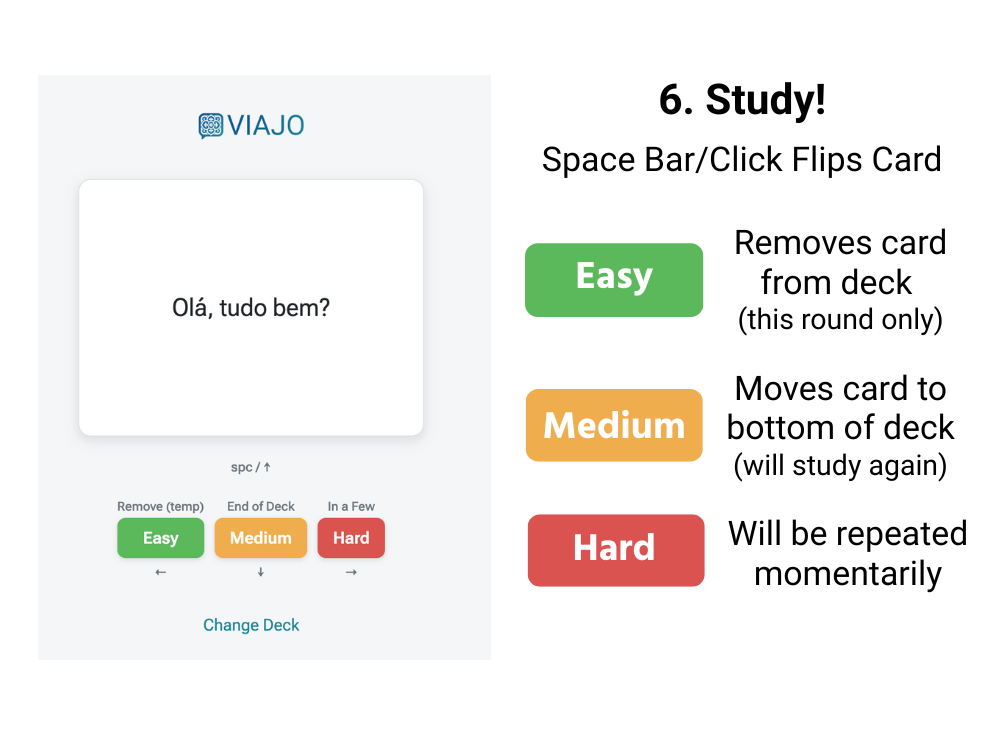 VIAJO
Olá, tudo bem?
spc / ↑
Remove (temp) End of Deck In a Few
Easy Medium Hard
← ↓ →
Change Deck
6. Study!
Space Bar/Click Flips Card
Easy
Removes card
from deck
(this round only)
Medium
Moves card to
bottom of deck
(will study again)
Hard
Will be repeated
momentarily